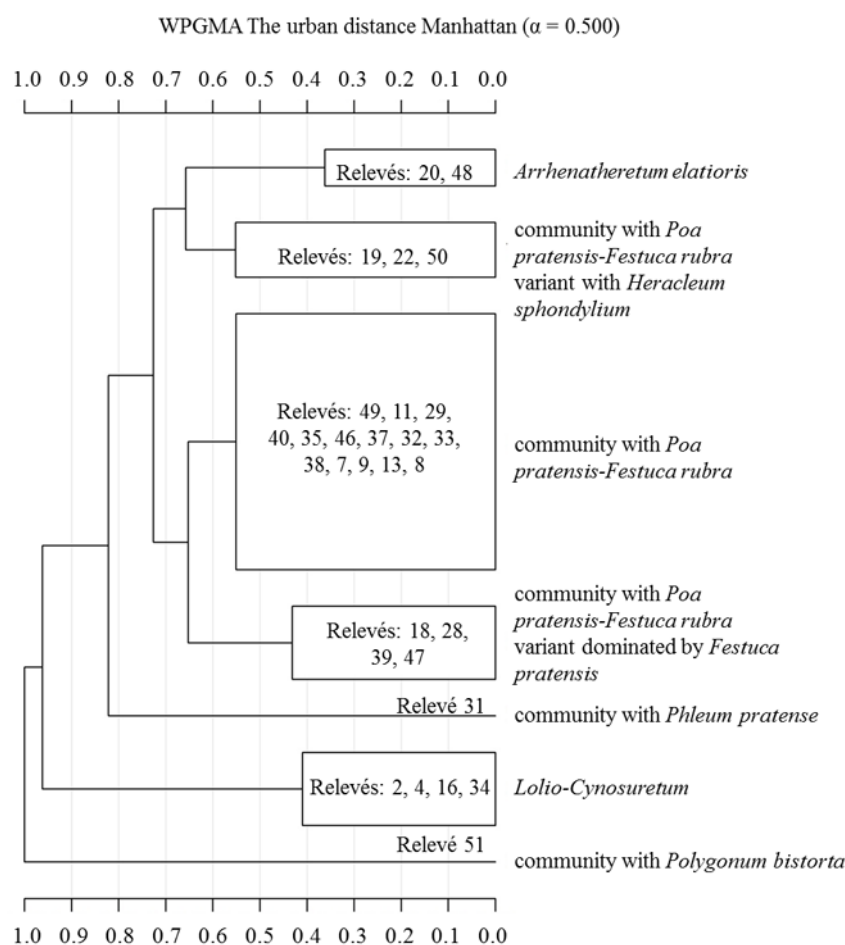 WPGMA The urban distance Manhattan (α = 0.500)
1.0 0.9 0.8 0.7 0.6 0.5 0.4 0.3 0.2 0.1 0.0
Relevés: 20, 48
Arrhenatheretum elatioris
Relevés: 19, 22, 50
community with Poa
pratensis-Festuca rubra
variant with Heracleum
sphondylium
Relevés: 49, 11, 29,
40, 35, 46, 37, 32, 33,
38, 7, 9, 13, 8
community with Poa
pratensis-Festuca rubra
Relevés: 18, 28,
39, 47
community with Poa
pratensis-Festuca rubra
variant dominated by Festuca
pratensis
Relevé 31
community with Phleum pratense
Relevés: 2, 4, 16, 34
Lolio-Cynosuretum
Relevé 51
community with Polygonum bistorta
1.0 0.9 0.8 0.7 0.6 0.5 0.4 0.3 0.2 0.1 0.0